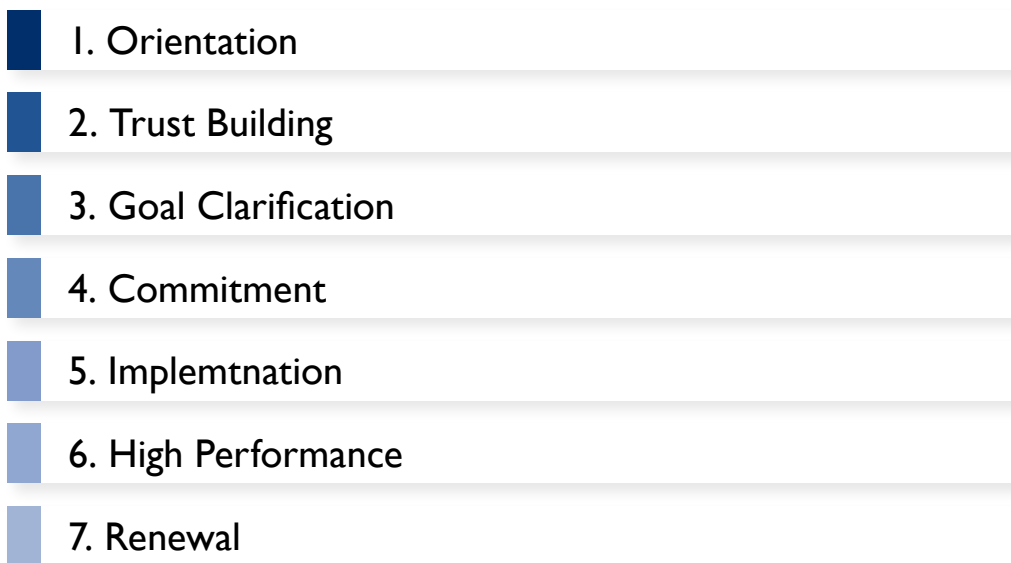 1. Orientation
2. Trust Building
3. Goal Clarification
4. Commitment
5. Implemtnation
6. High Performance
7. Renewal